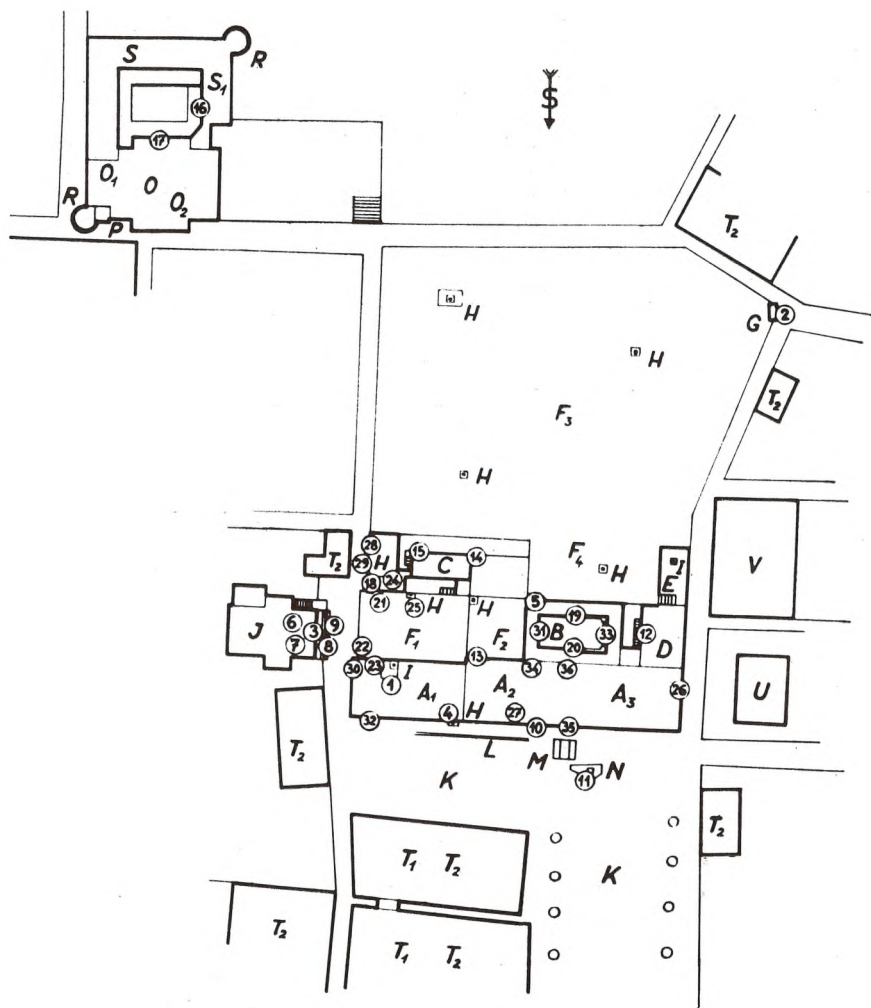 S
R
S₁
16
S
17
O₁
O
O₂
R
P
T₂
H
G
2
H
T₂
F₃
H
28
15
14
V
T₂
29
H
C
F₄
I
18
24
H
E
21
25
H
H
5
19
J
6
3
9
F₁
F₂
31
B
33
12
7
8
20
D
22
13
30
23
I
34
36
1
A₁
A₂
A₃
26
U
4
H
27
32
10
35
L
M
N
T₂
K
11
T₂
T₁ T₂
K
T₂
T₁ T₂